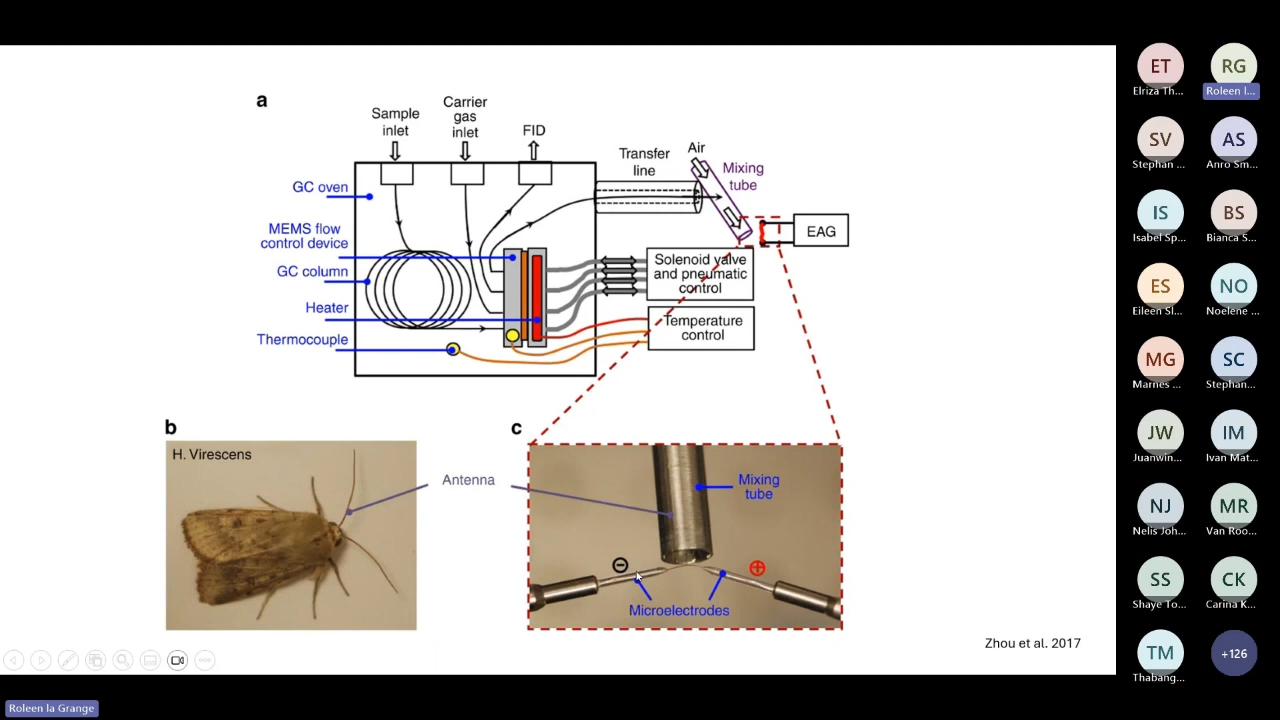 a
Sample
inlet
Carrier
gas
inlet
FID
Transfer
line
Air
Mixing
tube
GC oven
MEMS flow
control device
GC column
Heater
Thermocouple
EAG
Solenoid valve
and pneumatic
control
Temperature
control
b
H. Virescens
Antenna
c
Mixing
tube
Microelectrodes
Zhou et al. 2017
Roleen la Grange
ET
Elriza Th...
RG
Roleen l...
SV
Stephan ...
AS
Anro Sm...
IS
Isabel Sp...
BS
Bianca S...
ES
Eileen Sl...
NO
Noelene ...
MG
Marnes ...
SC
Stephan...
JW
Juanwin...
IM
Ivan Mat...
NJ
Nelis Joh...
MR
Van Roo...
SS
Shaye To...
CK
Carina K...
TM
Thabang...
+126